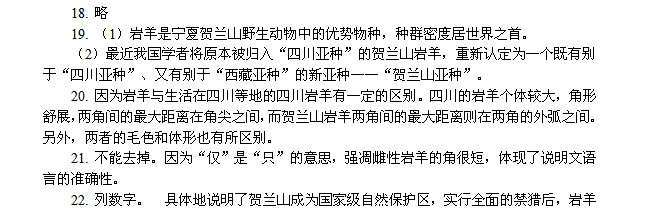 18. 略
19. （1）岩羊是宁夏贺兰山野生动物中的优势物种，种群密度居世界之首。
（2）最近我国学者将原本被归入“四川亚种”的贺兰山岩羊，重新认定为一个既有别
于“四川亚种”、又有别于“西藏亚种”的新亚种一一“贺兰山亚种”。
20. 因为岩羊与生活在四川等地的四川岩羊有一定的区别。四川的岩羊个体较大，角形
舒展，两角间的最大距离在角尖之间，而贺兰山岩羊两角间的最大距离则在两角的外弧之间。
另外，两者的毛色和体形也有所区别。
21. 不能去掉。因为“仅”是“只”的意思，强调雌性岩羊的角很短，体现了说明文语
言的准确性。
22. 列数字。 具体地说明了贺兰山成为国家级自然保护区，实行全面的禁猎后，岩羊